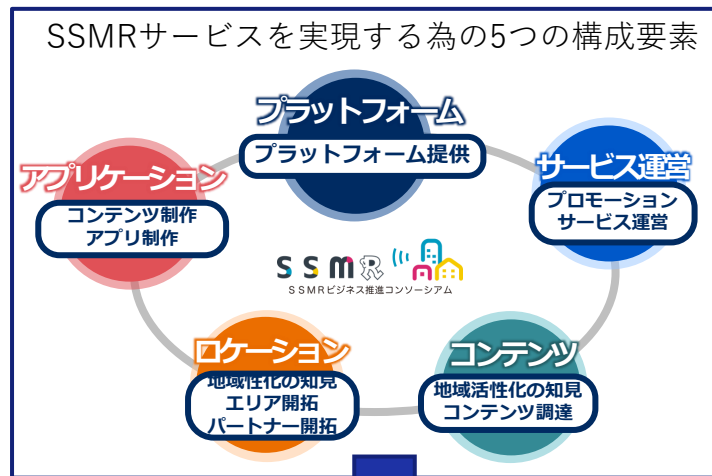 SSMRサービスを実現する為の5つの構成要素
プラットフォーム
プラットフォーム提供
アプリケーション
コンテンツ制作
アプリ制作
サービス運営
プロモーション
サービス運営
SSMR
SSMRビジネス推進コンソーシアム
ロケーション
地域性化の知見
エリア開拓
パートナー開拓
コンテンツ
地域活性化の知見
コンテンツ調達